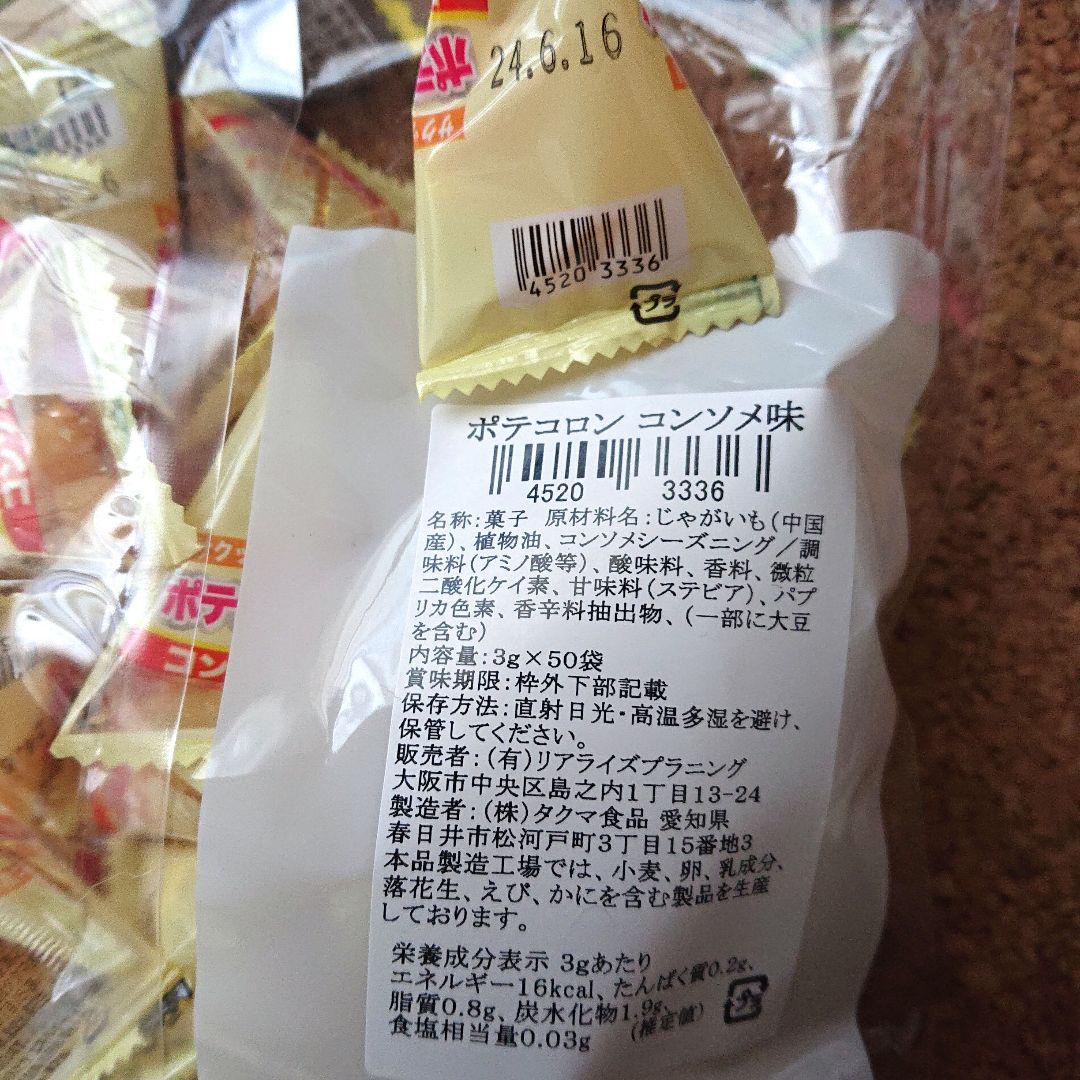 24.6.16
4520 3336
プラ
ポテコロン コンソメ味
4520 3336
名称:菓子 原材料名:じゃがいも(中国
産)、植物油、コンソメシーズニング/調
味料(アミノ酸等)、酸味料、香料、微粒
二酸化ケイ素、甘味料(ステビア)、パプ
リカ色素、香辛料抽出物、(一部に大豆
を含む)
内容量:3g×50袋
賞味期限:枠外下部記載
保存方法:直射日光・高温多湿を避け、
保管してください。
販売者:(有)リアライズプラニング
大阪市中央区島之内1丁目13-24
製造者:(株)タクマ食品 愛知県
春日井市松河戸町3丁目15番地3
本品製造工場では、小麦、卵、乳成分、
落花生、えび、かにを含む製品を生産
しております。
栄養成分表示 3gあたり
エネルギー16kcal、たんぱく質0.2g、
脂質0.8g、炭水化物1.9g、
食塩相当量0.03g (推定値)
プラ
ポテ
コン